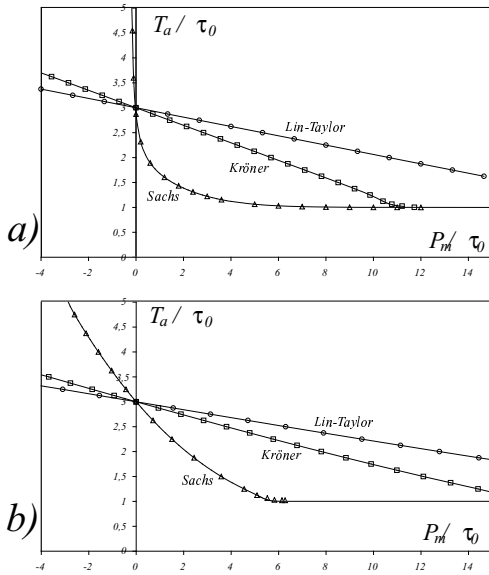 T_a / τ_0
5
4,5
4
3,5
3
2,5
2
1,5
1
0,5
0
Lin-Taylor
Kröner
Sachs
P_m / τ_0
a)
-4 -2 0 2 4 6 8 10 12 14
T_a / τ_0
5
4,5
4
3,5
3
2,5
2
1,5
1
0,5
0
Lin-Taylor
Kröner
Sachs
P_m / τ_0
b)
-4 -2 0 2 4 6 8 10 12 14